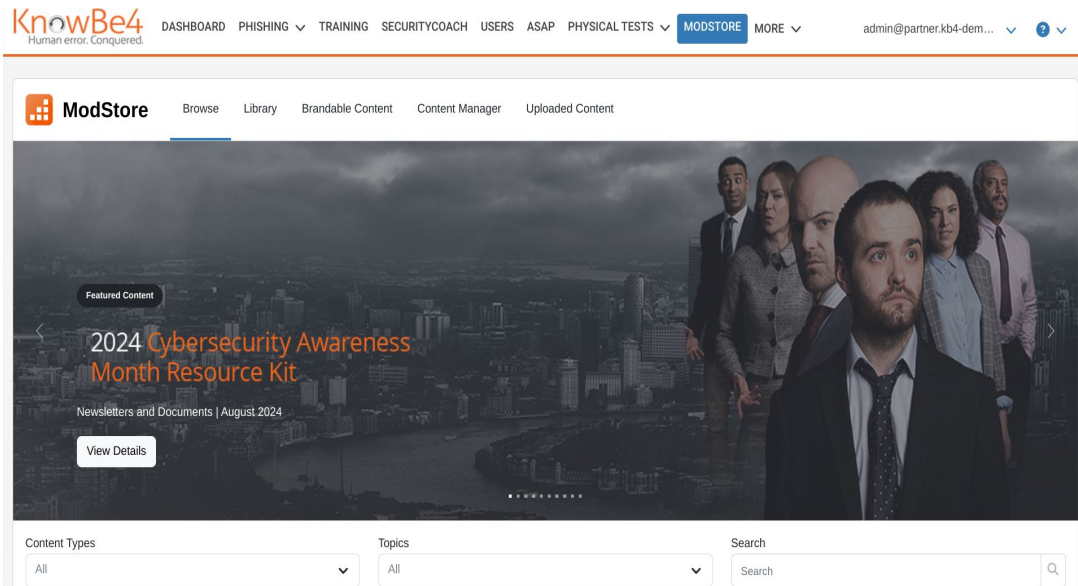 KnowBe4
Human error. Conquered.
DASHBOARD PHISHING TRAINING SECURITYCOACH USERS ASAP PHYSICAL TESTS MODSTORE MORE admin@partner.kb4-dem... ?
ModStore Browse Library Brandable Content Content Manager Uploaded Content
Featured Content
2024 Cybersecurity Awareness
Month Resource Kit
Newsletters and Documents | August 2024
View Details
Content Types Topics Search
All All Search